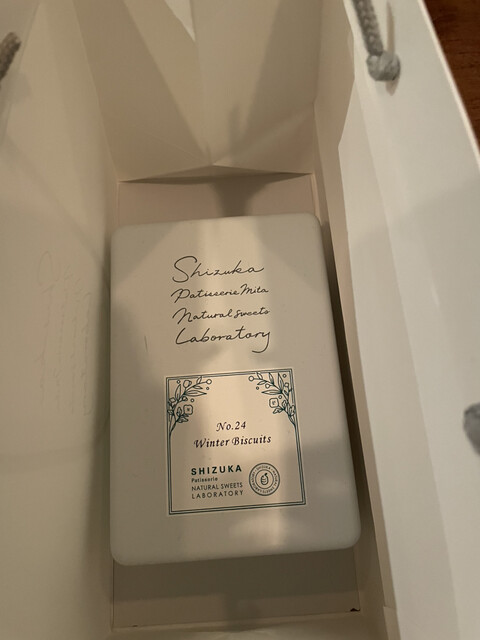 Shizuka
Patisserie Mita
Natural sweets
Laboratory
No.24
Winter Biscuits
SHIZUKA
Patisserie
NATURAL SWEETS
LABORATORY